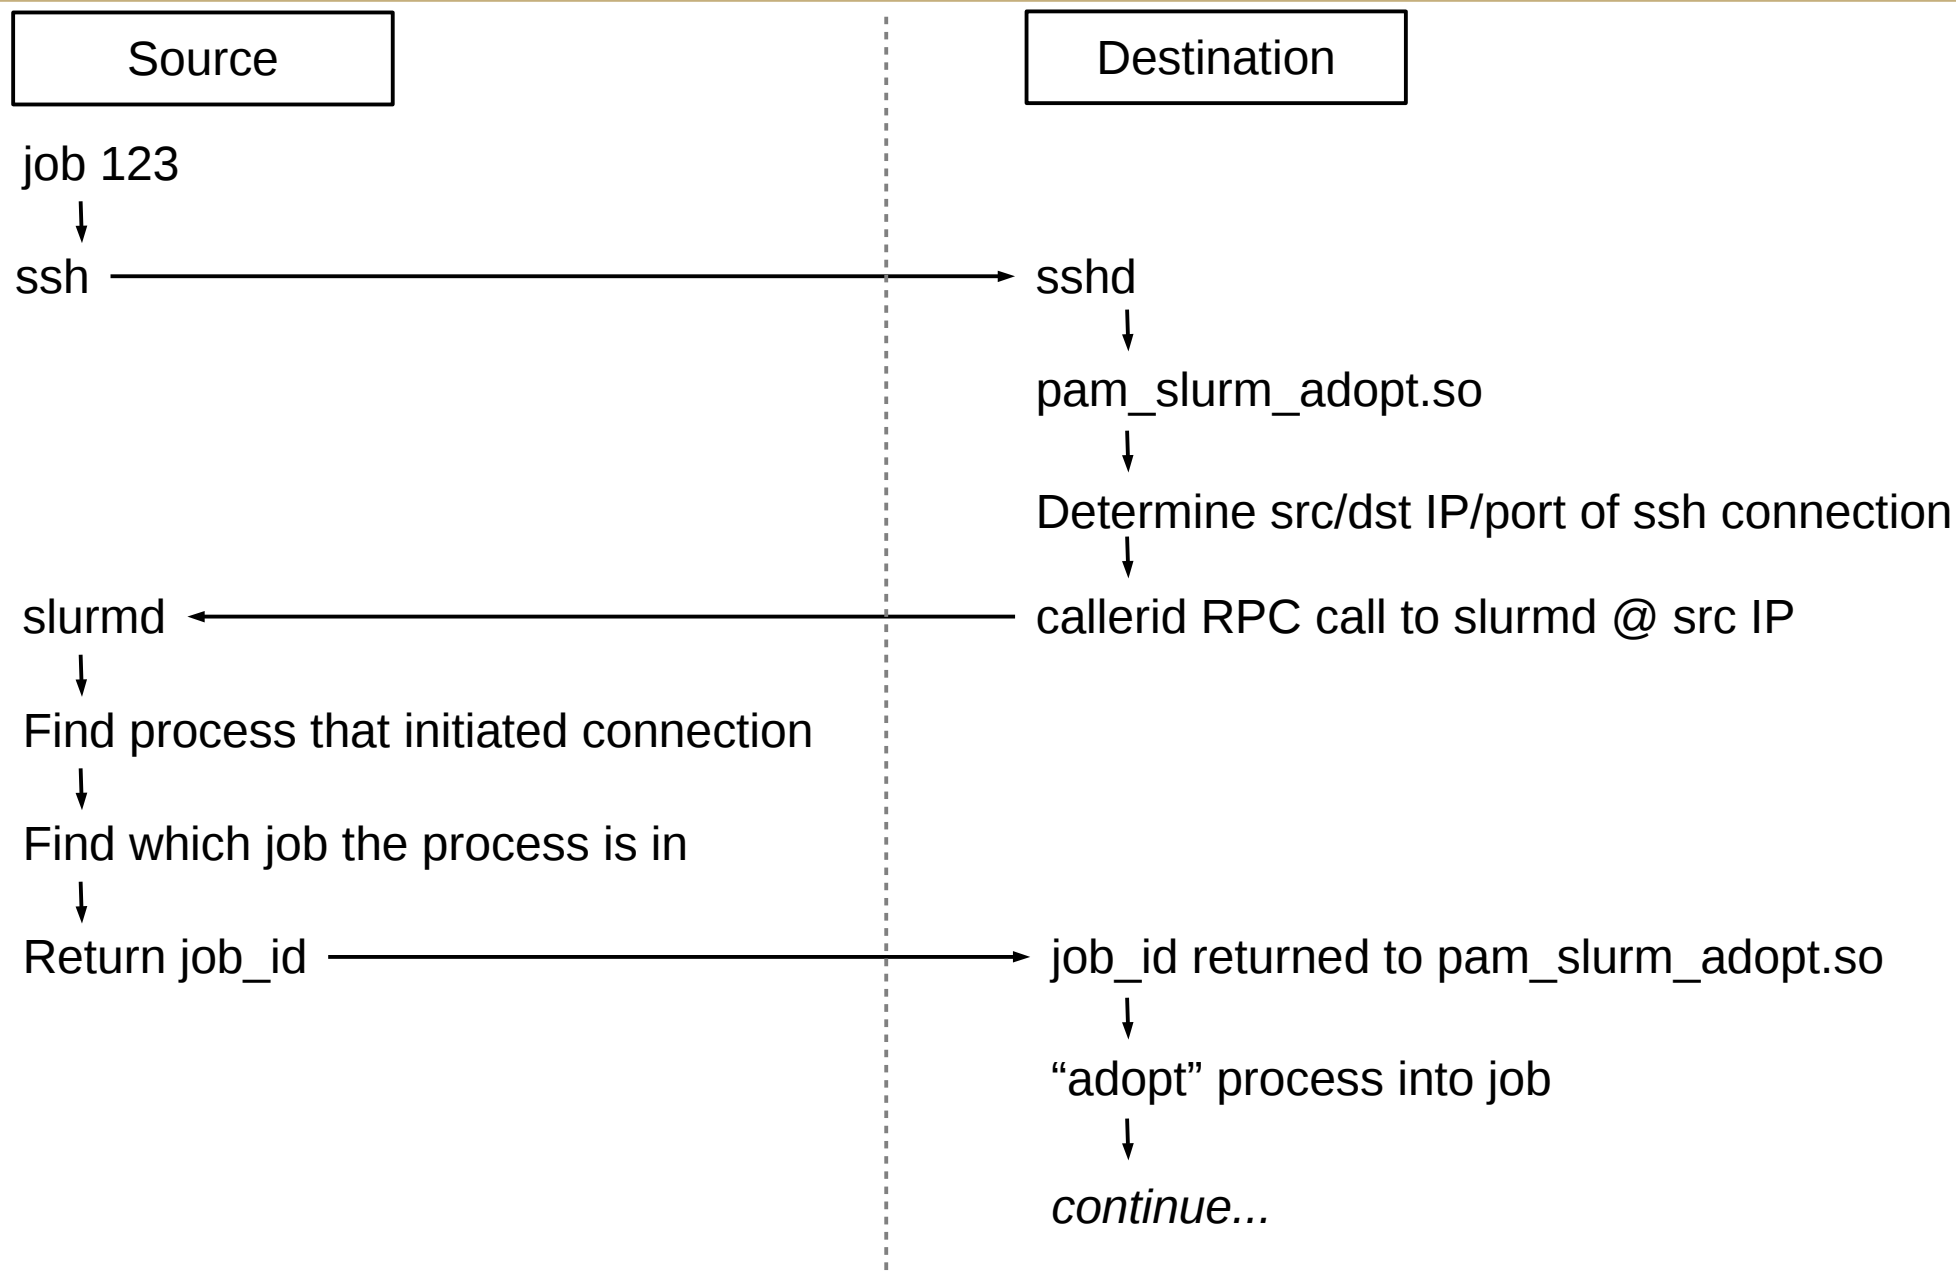 Source
Destination
job 123
ssh
sshd
pam_slurm_adopt.so
Determine src/dst IP/port of ssh connection
callerid RPC call to slurmd @ src IP
slurmd
Find process that initiated connection
Find which job the process is in
Return job_id
job_id returned to pam_slurm_adopt.so
“adopt” process into job
continue...